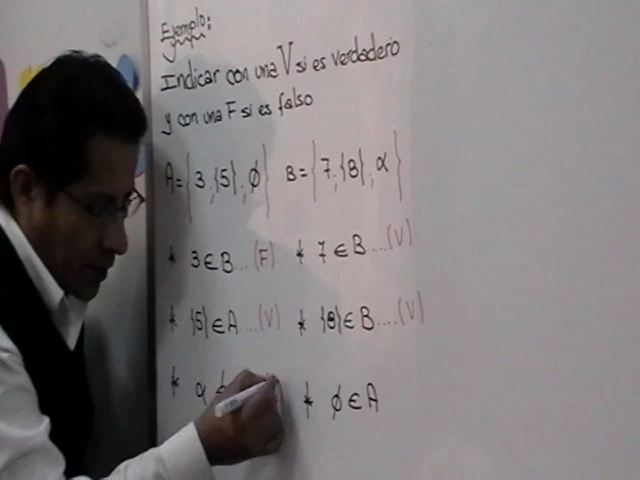 Ejemplo:
Indicar con una V si es verdadero
y con una F si es falso
A={3,{5},ϕ} B={7,{8},α}
* 3∈B....(F) * 7∈B....(V)
* {5}∈A....(V) * {8}∈B....(V)
* α * ϕ∈A